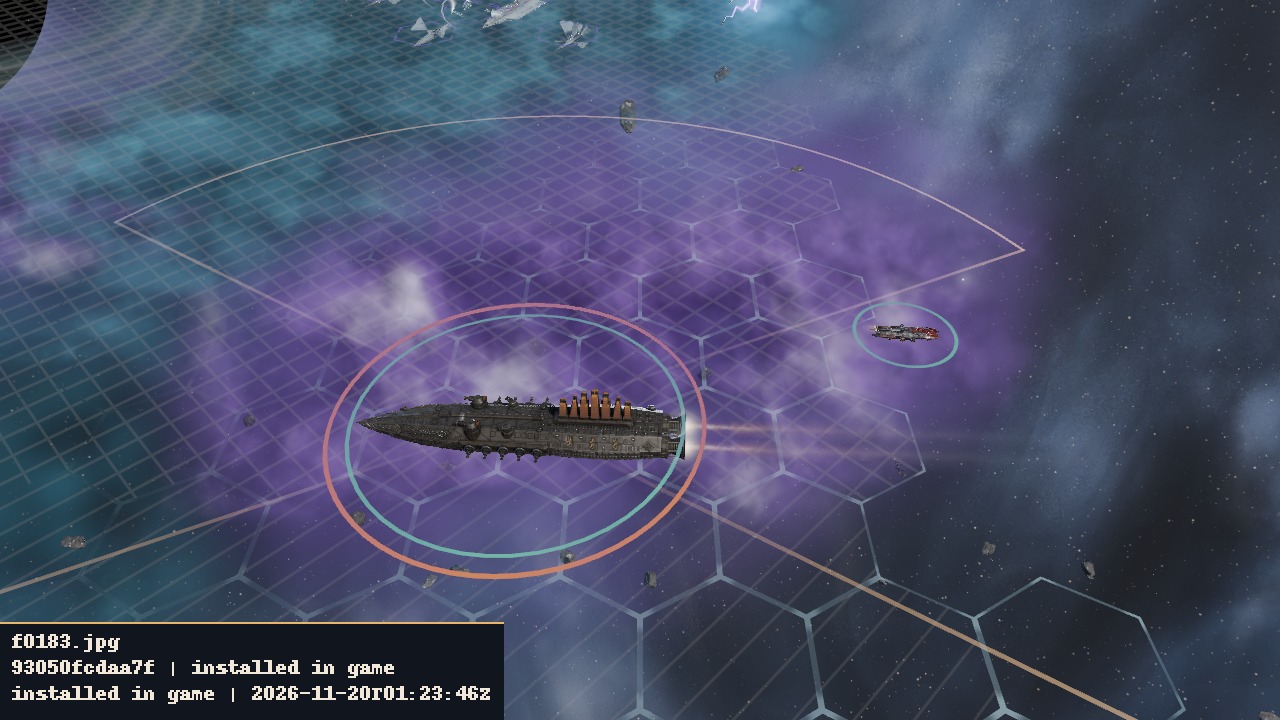 f0183.jpg
93050fcdaa7f | installed in game
installed in game | 2026-11-20T01:23:46Z